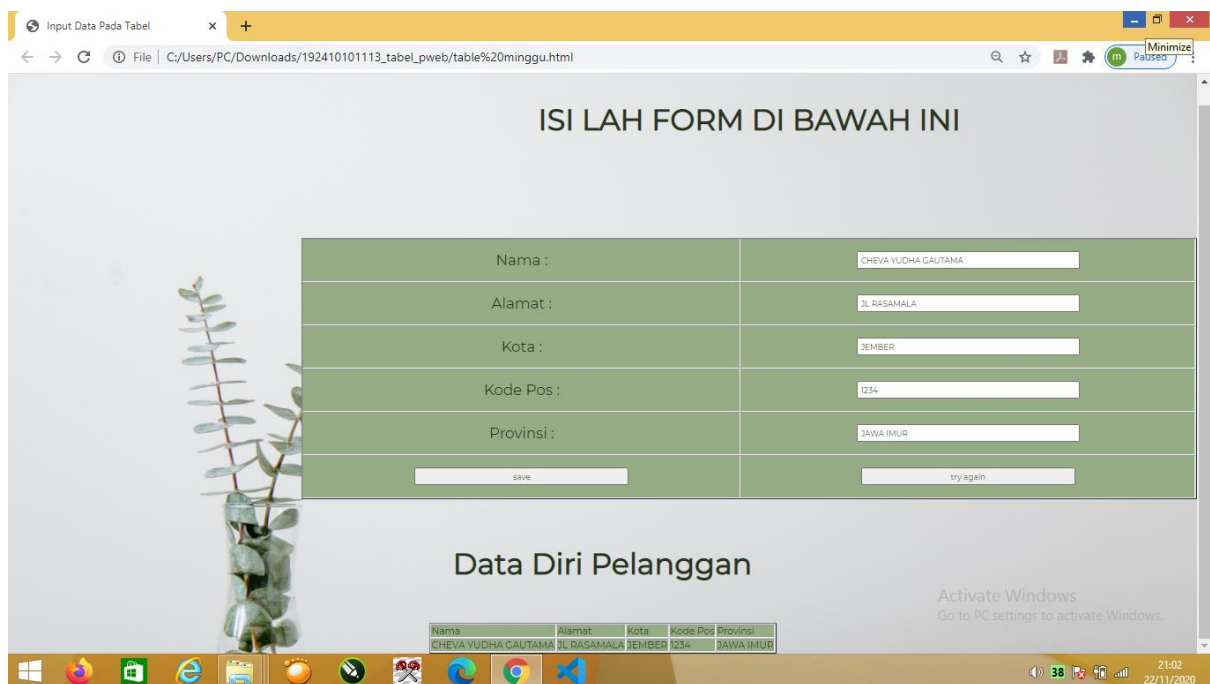 Input Data Pada Tabel
File | C:/Users/PC/Downloads/192410101113_tabel_pweb/table%20minggu.html
m Paused
Minimize
ISI LAH FORM DI BAWAH INI
Nama : CHEVA YUDHA GAUTAMA
Alamat : JL RASAMALA
Kota : JEMBER
Kode Pos : 1234
Provinsi : JAWA IMUR
save try again
Data Diri Pelanggan
Activate Windows
Go to PC settings to activate Windows.
Nama Alamat Kota Kode Pos Provinsi
CHEVA YUDHA GAUTAMA JL RASAMALA JEMBER 1234 JAWA IMUR
38 21:02
22/11/2020